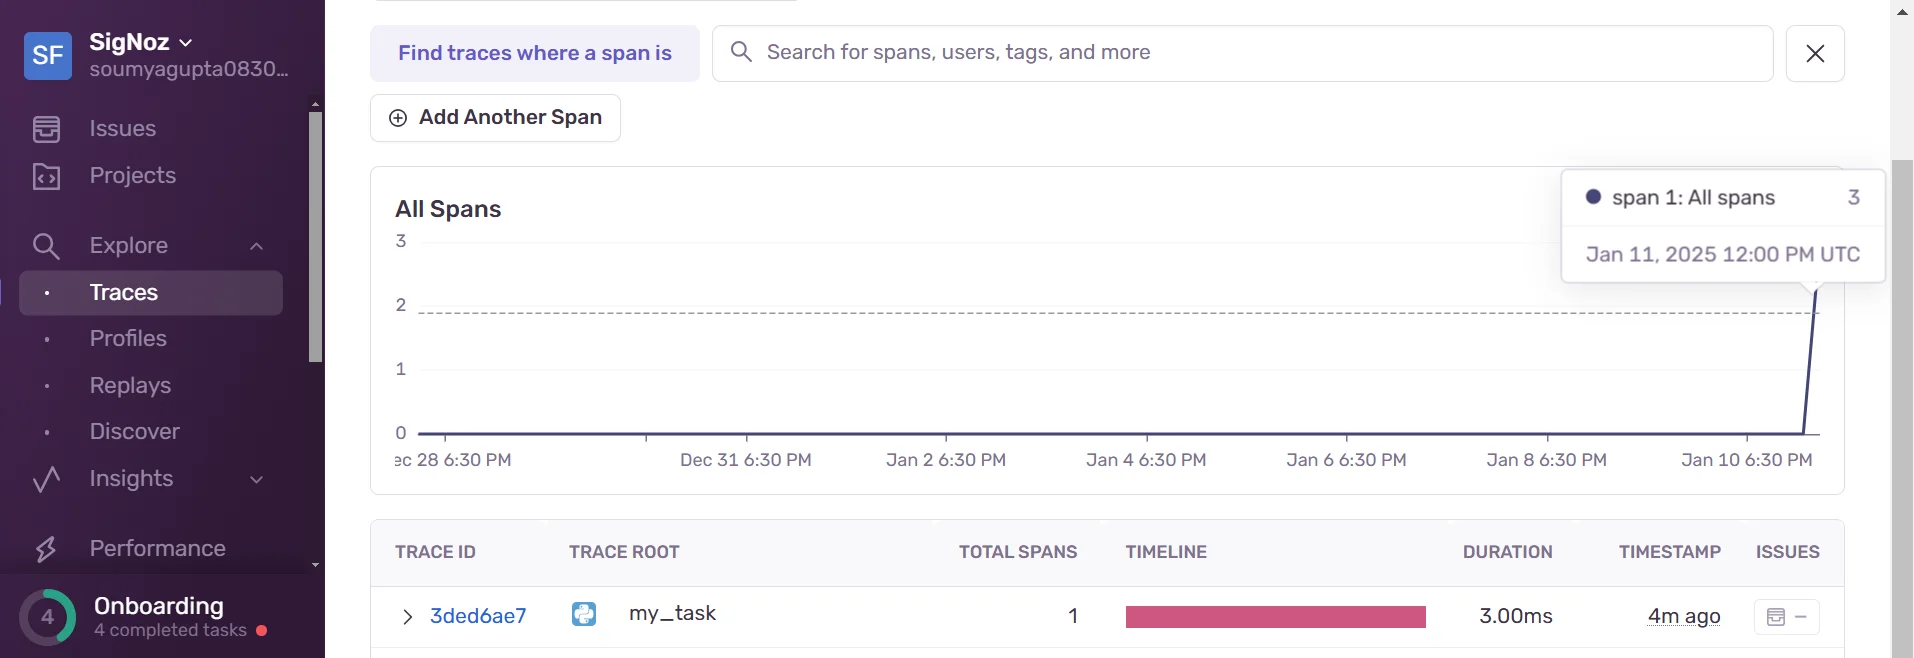 SF
SigNoz
soumyagupta0830...
Issues
Projects
Explore
Traces
Profiles
Replays
Discover
Insights
Performance
4
Onboarding
4 completed tasks
Find traces where a span is
Search for spans, users, tags, and more
Add Another Span
All Spans
3
2
1
0
ec 28 6:30 PM
Dec 31 6:30 PM
Jan 2 6:30 PM
Jan 4 6:30 PM
Jan 6 6:30 PM
Jan 8 6:30 PM
Jan 10 6:30 PM
span 1: All spans 3
Jan 11, 2025 12:00 PM UTC
TRACE ID TRACE ROOT TOTAL SPANS TIMELINE DURATION TIMESTAMP ISSUES
3ded6ae7 my_task 1 3.00ms 4m ago –